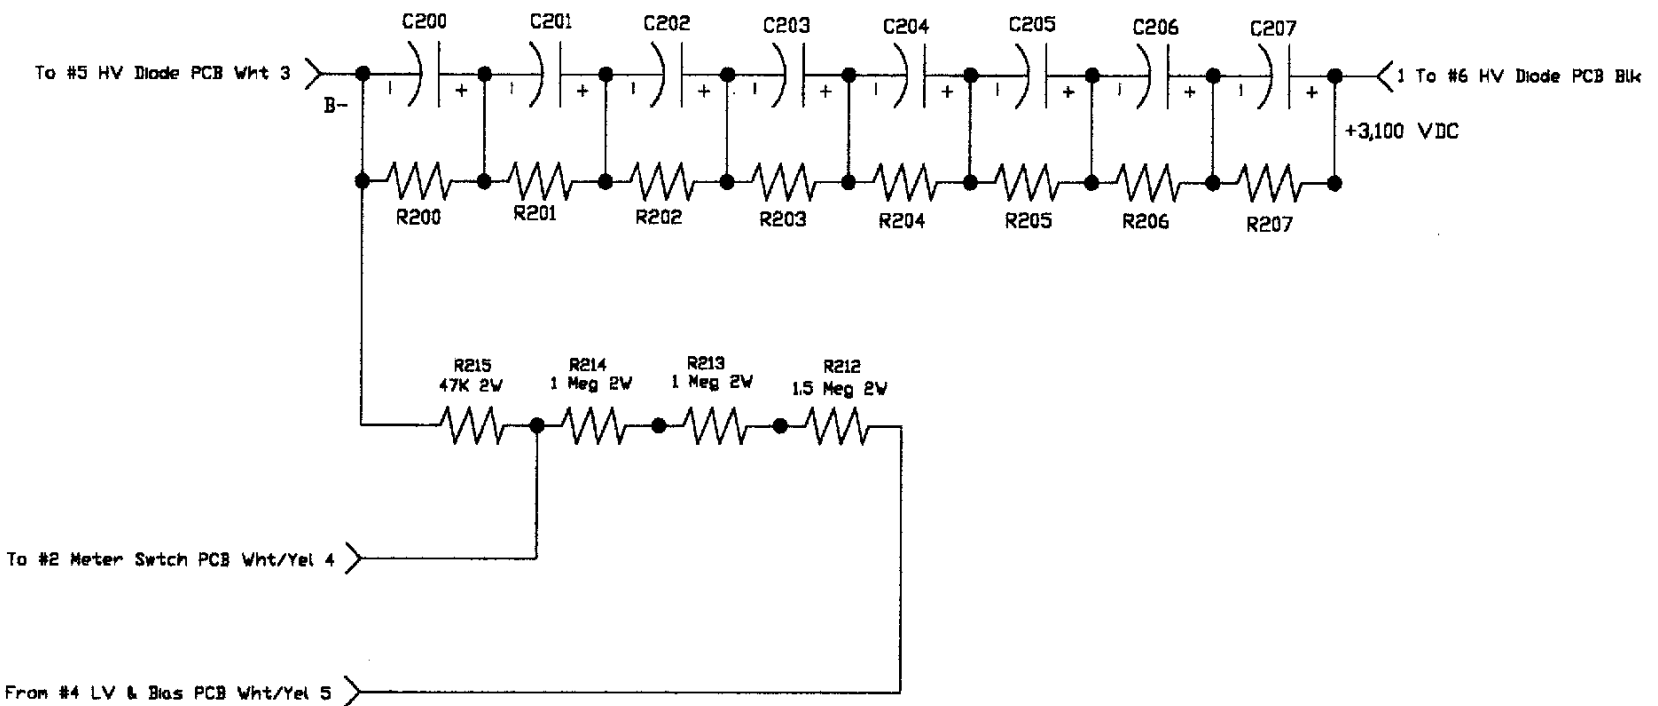 C200 C201 C202 C203 C204 C205 C206 C207
To #5 HV Diode PCB Wht 3
1 To #6 HV Diode PCB Blk
- + - + - + - + - + - + - + - +
B-
+3,100 VDC
R200 R201 R202 R203 R204 R205 R206 R207
R215 R214 R213 R212
47K 2W 1 Meg 2W 1 Meg 2W 1.5 Meg 2W
To #2 Meter Swtch PCB Wht/Yel 4
From #4 LV & Bias PCB Wht/Yel 5